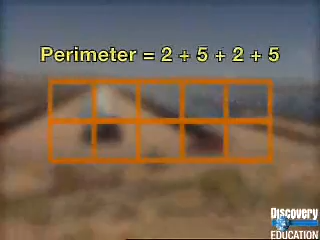 Perimeter = 2 + 5 + 2 + 5
Discovery
EDUCATION